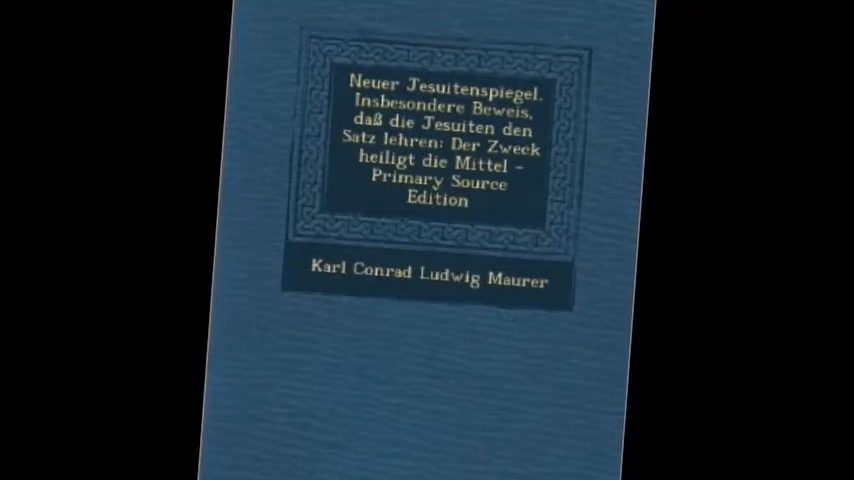 Neuer Jesuitenspiegel.
Insbesondere Beweis,
daß die Jesuiten den
Satz lehren: Der Zweck
heiligt die Mittel -
Primary Source
Edition
Karl Conrad Ludwig Maurer